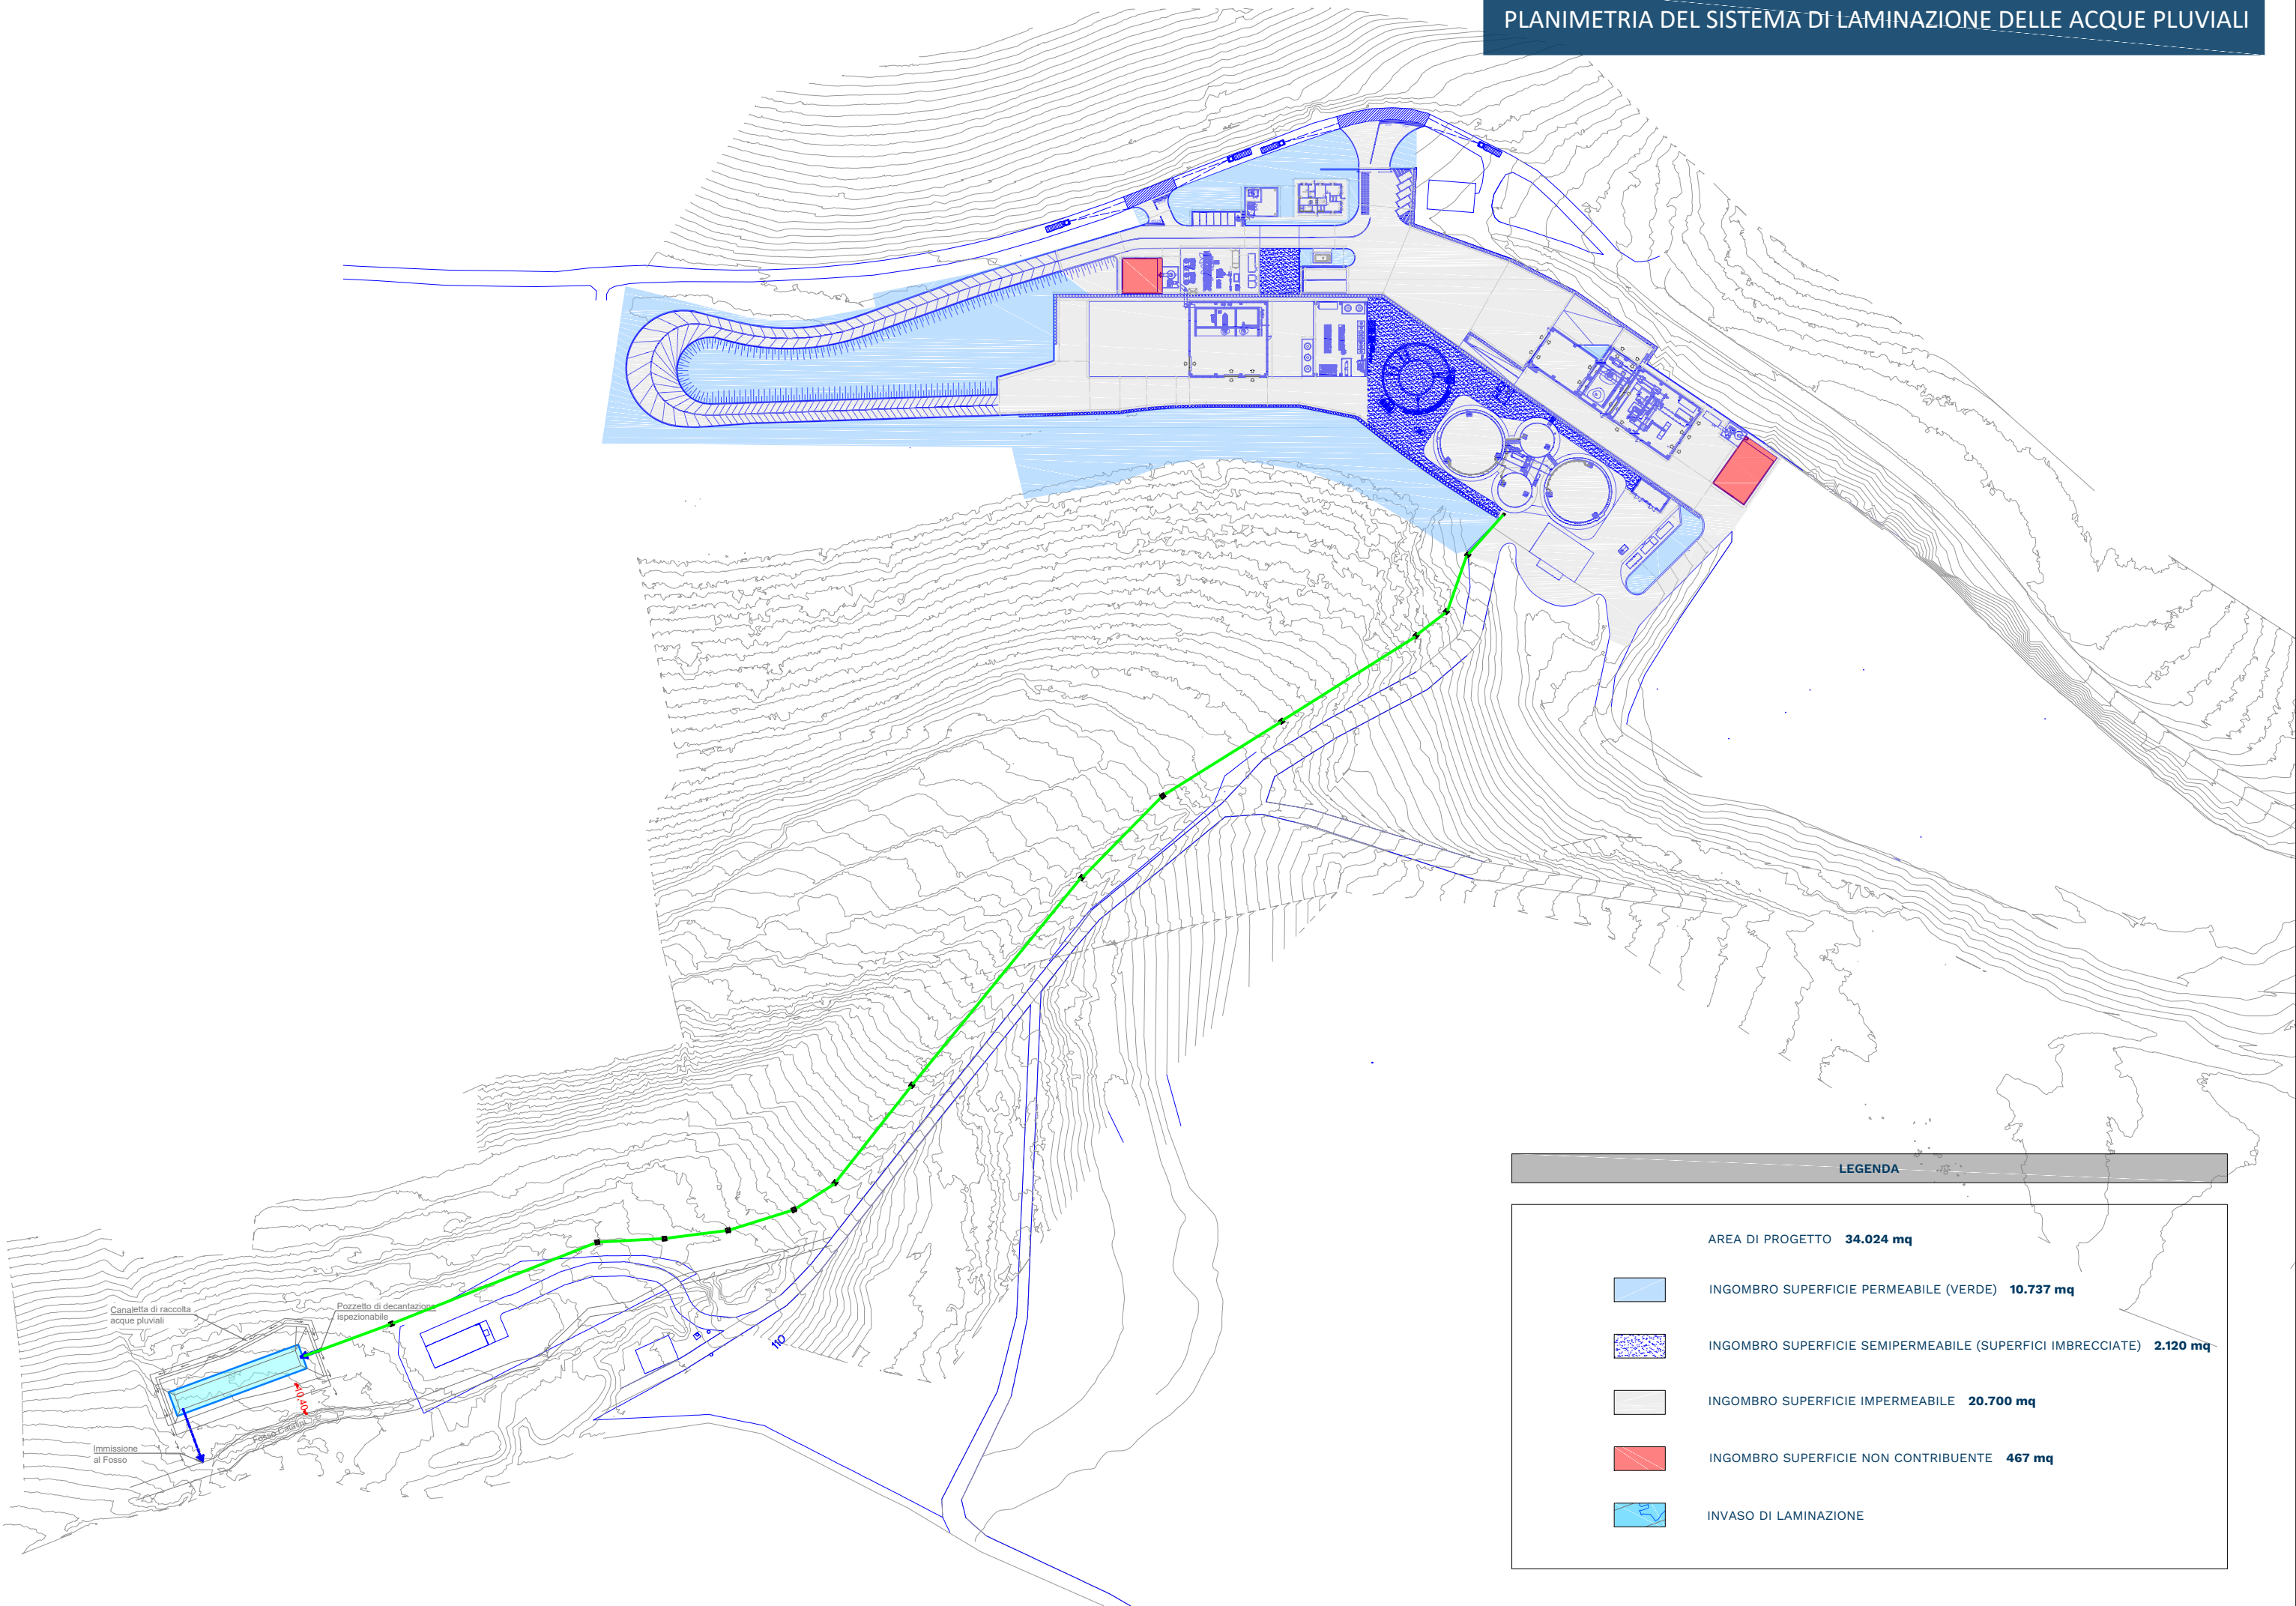 PLANIMETRIA DEL SISTEMA DI LAMINAZIONE DELLE ACQUE PLUVIALI
LEGENDA
AREA DI PROGETTO 34.024 mq
INGOMBRO SUPERFICIE PERMEABILE (VERDE) 10.737 mq
INGOMBRO SUPERFICIE SEMIPERMEABILE (SUPERFICI IMBRECCIATE) 2.120 mq
INGOMBRO SUPERFICIE IMPERMEABILE 20.700 mq
INGOMBRO SUPERFICIE NON CONTRIBUENTE 467 mq
INVASO DI LAMINAZIONE
Canaletta di raccolta
acque pluviali
Pozzetto di decantazione
ispezionabile
110
10,40
Fosso
Immissione
al Fosso